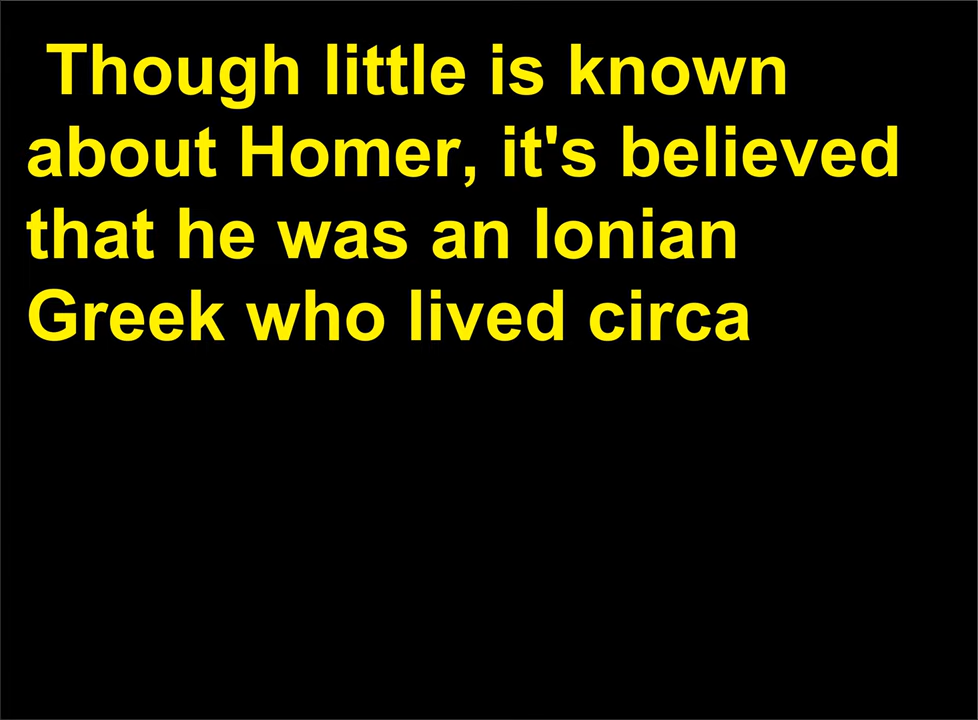 Though little is known
about Homer, it's believed
that he was an Ionian
Greek who lived circa